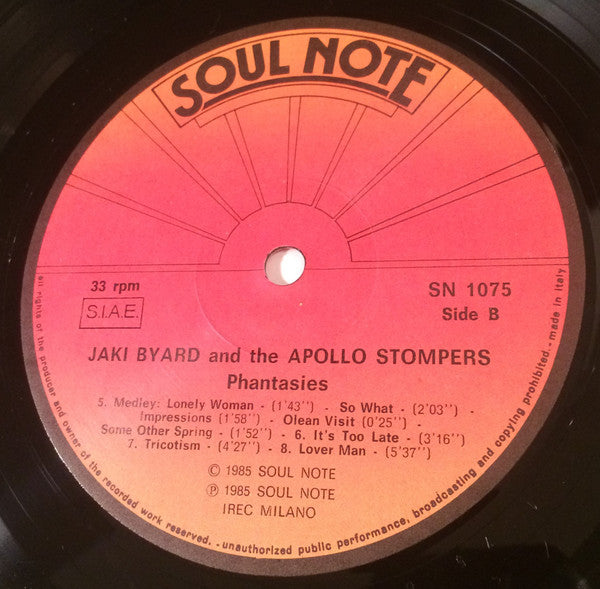 SOUL NOTE
33 rpm
SN 1075
S.I.A.E.
Side B
JAKI BYARD and the APOLLO STOMPERS
Phantasies
5. Medley: Lonely Woman - (1'43'') - So What - (2'03'') -
Impressions (1'58'') - Olean Visit (0'25'') -
Some Other Spring - (1'52'') - 6. It's Too Late - (3'16'')
7. Tricotism - (4'27'') - 8. Lover Man - (5'37'')
© 1985 SOUL NOTE
℗ 1985 SOUL NOTE
IREC MILANO
all rights of the producer and owner of the recorded work reserved. - unauthorized public performance, broadcasting and copying prohibited. - made in italy